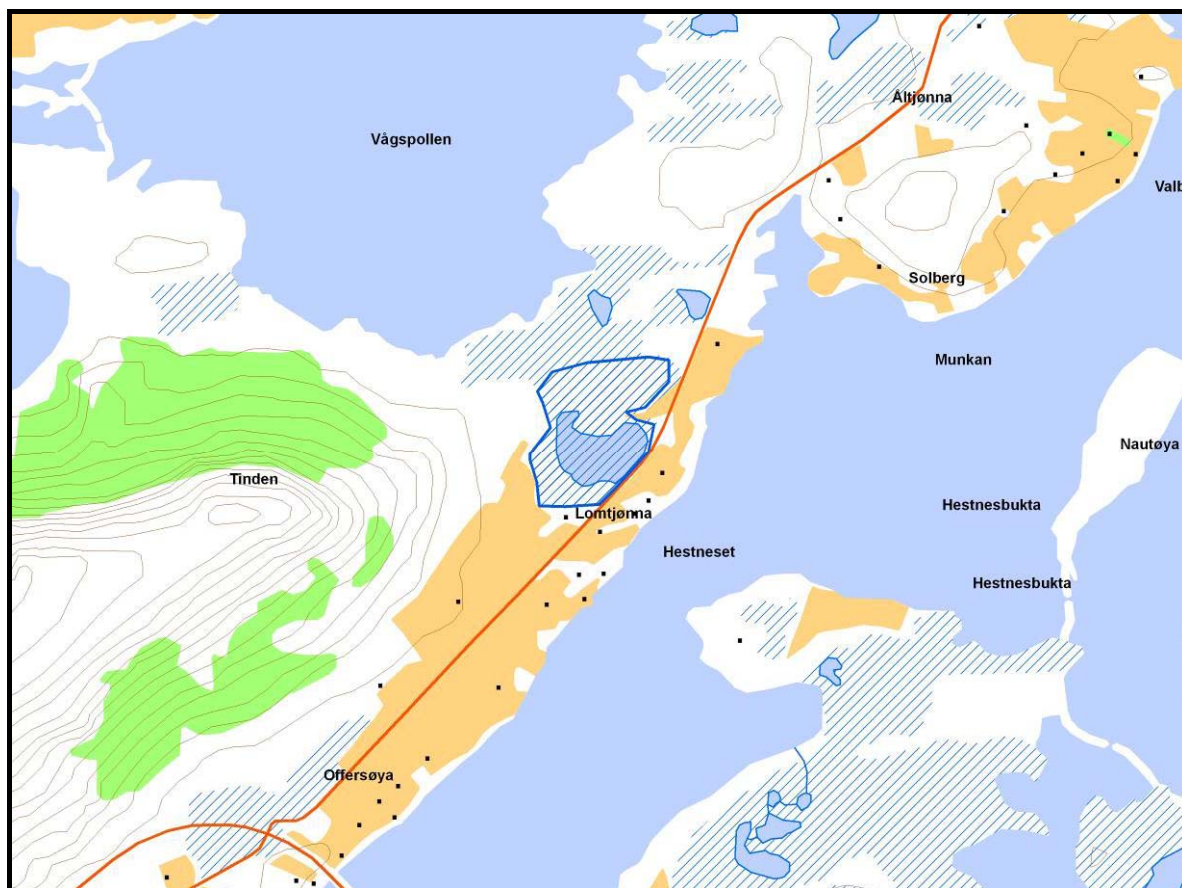 Åltjønna
Vågspollen
Valb
Solberg
Munkan
Nautøya
Tinden
Hestnesbukta
Lomtjønna
Hestneset
Hestnesbukta
Offersøya